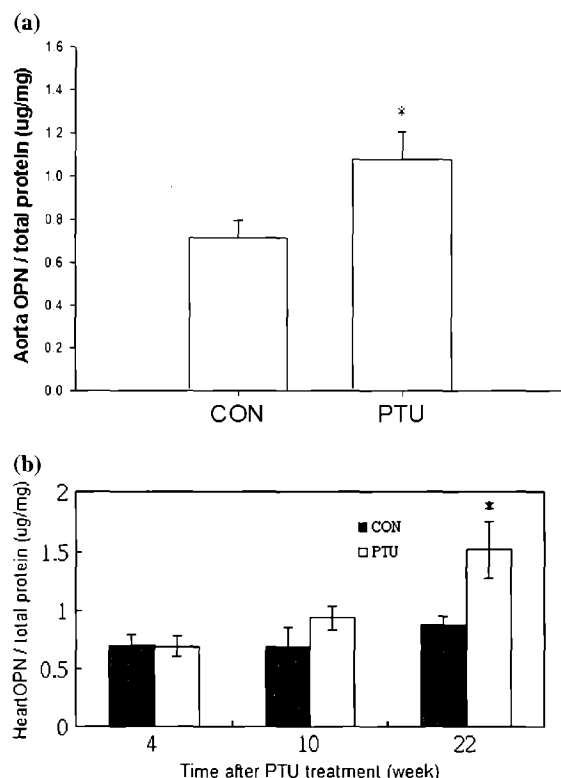 (a)
Aorta OPN / total protein (ug/mg)
1.6
1.4
1.2
1.0
0.8
0.6
0.4
0.2
0.0
*
CON
PTU
(b)
HeartOPN / total protein (ug/mg)
2
1.5
1
0.5
0
CON
PTU
*
4
10
22
Time after PTU treatment (week)